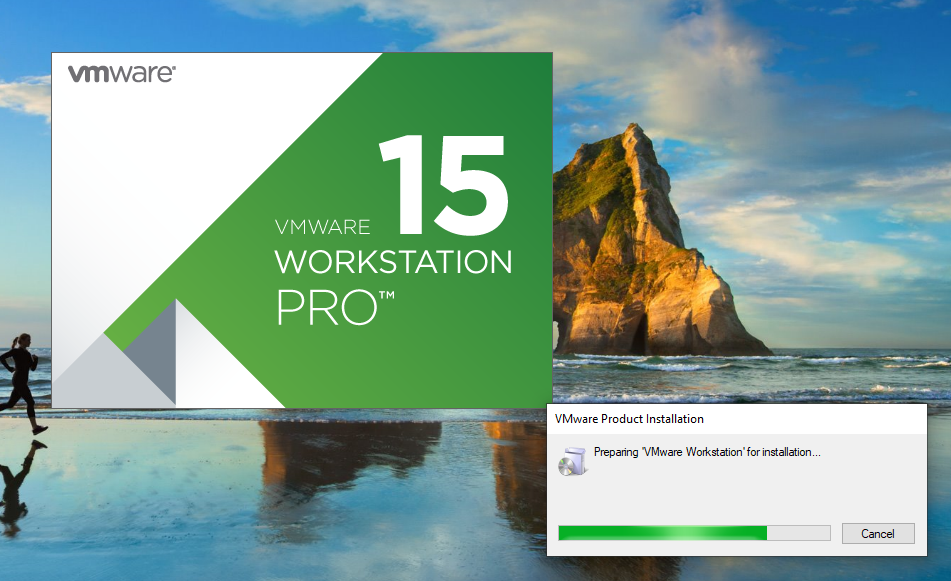 vmware®
15
VMWARE
WORKSTATION
PRO™
VMware Product Installation
Preparing 'VMware Workstation' for installation...
Cancel